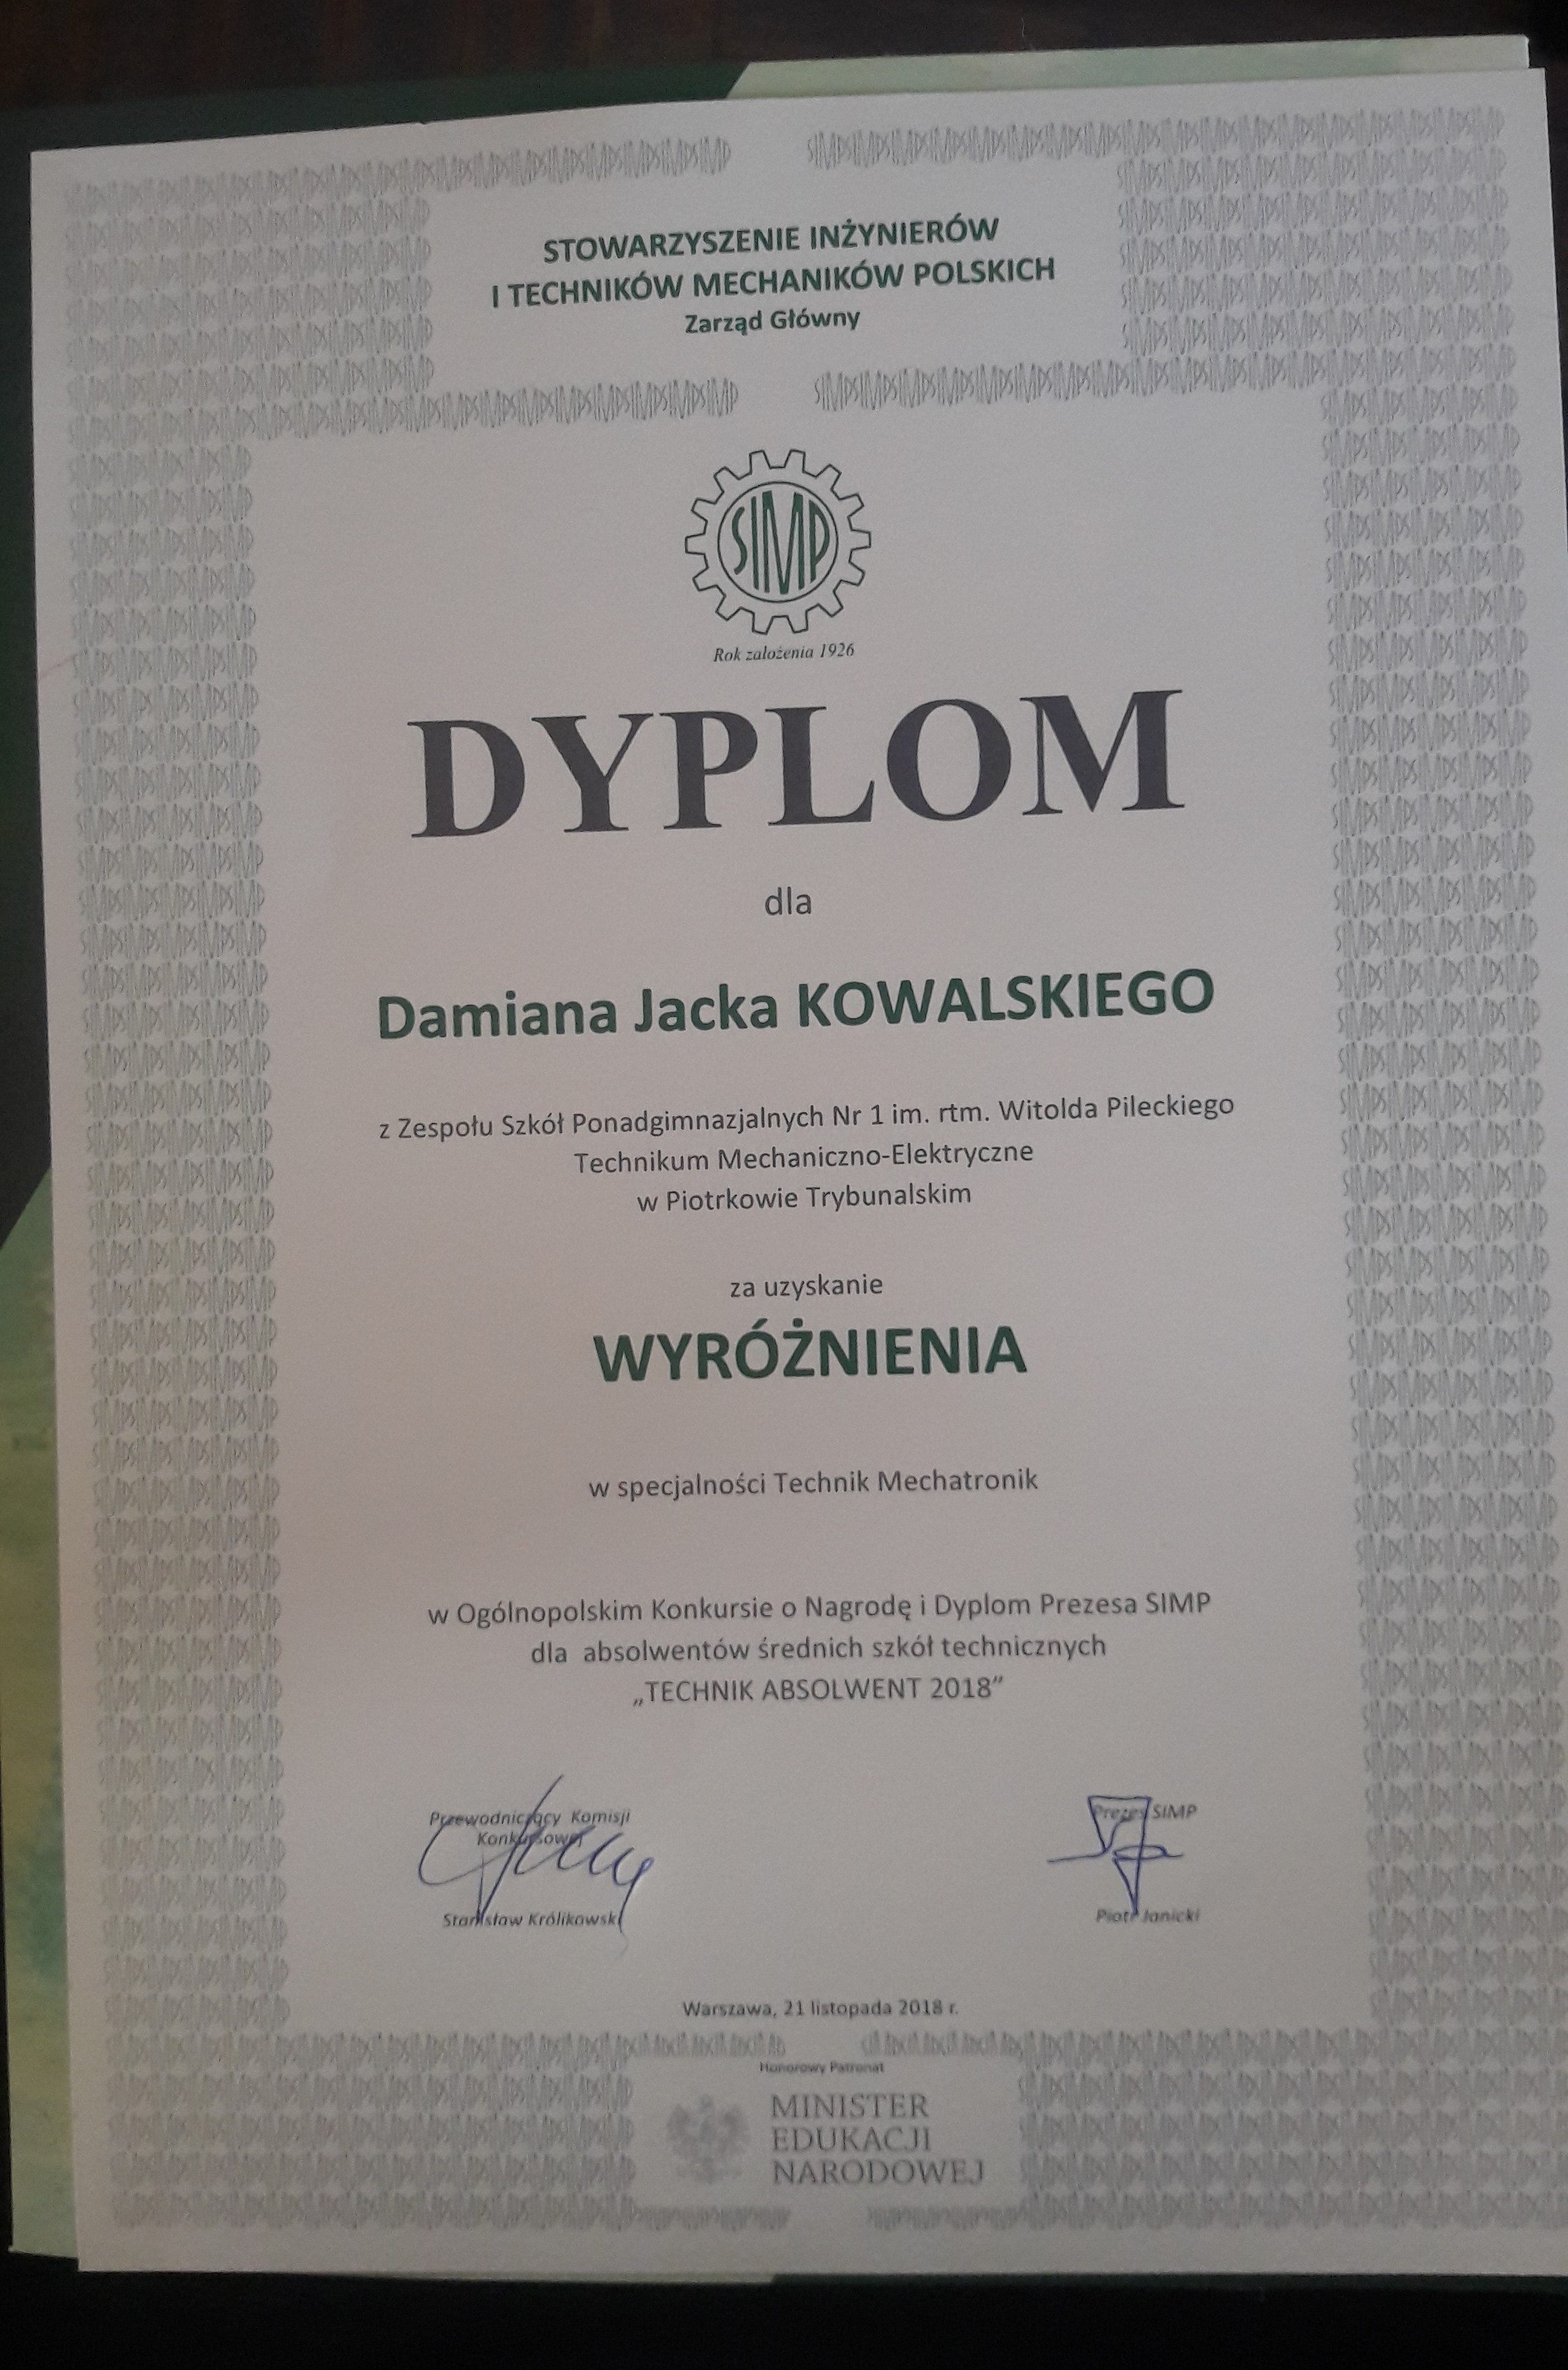 STOWARZYSZENIE INŻYNIERÓW
I TECHNIKÓW MECHANIKÓW POLSKICH
Zarząd Główny
SIMP
Rok założenia 1926
DYPLOM
dla
Damiana Jacka KOWALSKIEGO
z Zespołu Szkół Ponadgimnazjalnych Nr 1 im. rtm. Witolda Pileckiego
Technikum Mechaniczno-Elektryczne
w Piotrkowie Trybunalskim
za uzyskanie
WYRÓŻNIENIA
w specjalności Technik Mechatronik
w Ogólnopolskim Konkursie o Nagrodę i Dyplom Prezesa SIMP
dla absolwentów średnich szkół technicznych
„TECHNIK ABSOLWENT 2018”
Przewodniczący Komisji
Konkursowej
Stanisław Królikowski
Prezes SIMP
Piotr Janicki
Warszawa, 21 listopada 2018 r.
Honorowy Patronat
MINISTER
EDUKACJI
NARODOWEJ